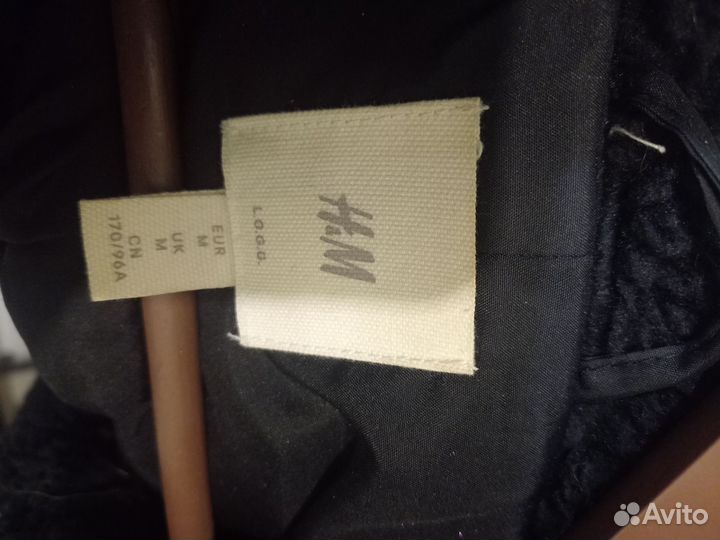 H&M
L.O.G.G.
EUR
M
UK
M
CN
170/96A
Avito